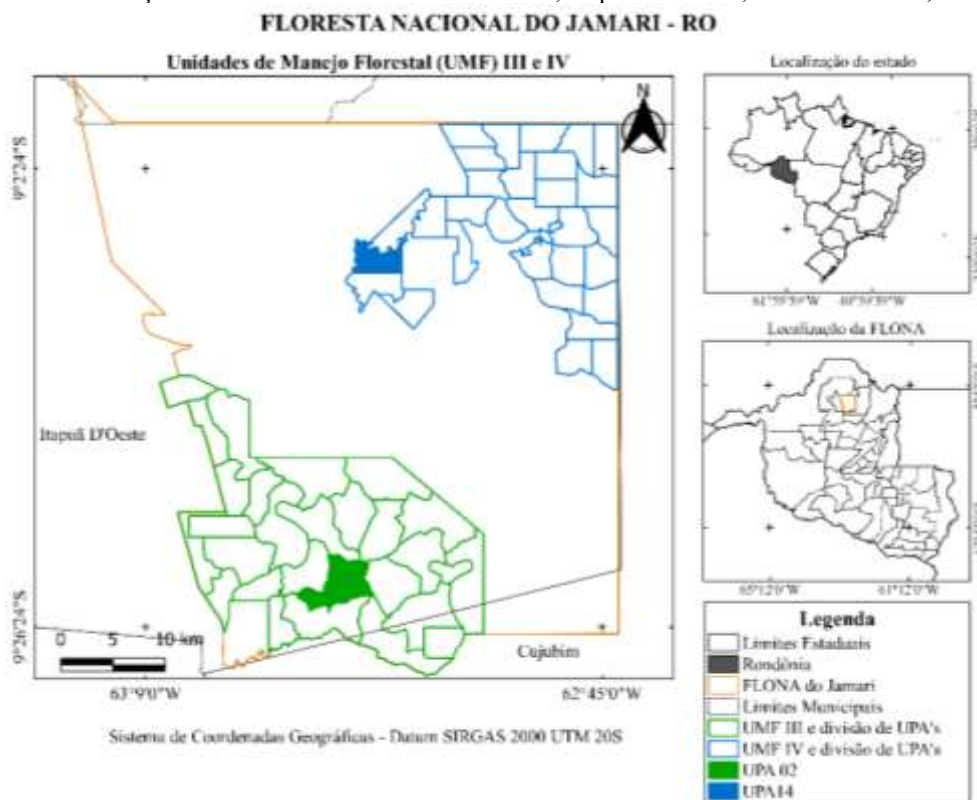 FLORESTA NACIONAL DO JAMARI - RO
Unidades de Manejo Florestal (UMF) III e IV
N
9°2'24"S
9°26'24"S
63°9'0"W
62°45'0"W
Itapuã D'Oeste
Cujubim
0 5 10 km
Sistema de Coordenadas Geográficas - Datum SIRGAS 2000 UTM 20S
Localização do estado
Localização da FLONA
65°12'0"W
61°12'0"W
Legenda
Limites Estaduais
Rondônia
FLONA do Jamari
Limites Municipais
UMF III e divisão de UPA's
UMF IV e divisão de UPA's
UPA 02
UPA14